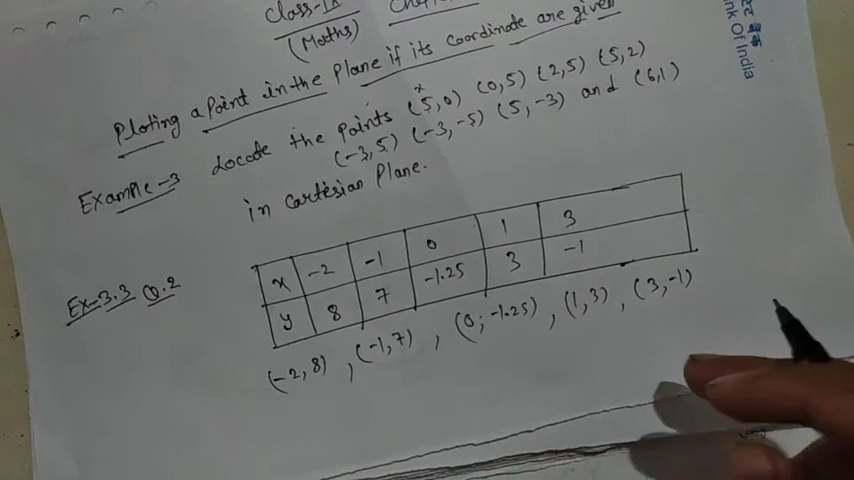 Class-IX
(Maths)
Ploting a point in the plane if its coordinate are given
Example-3 Locate the points (5,0) (0,5) (2,5) (5,2)
(-3,5) (-3,-5) (5,-3) and (6,1)
in Cartesian Plane.
Ex-3.3 Q.2
x -2 -1 0 1 3
y 8 7 -1.25 3 -1
(-2,8), (-1,7), (0,-1.25), (1,3), (3,-1)
Of India